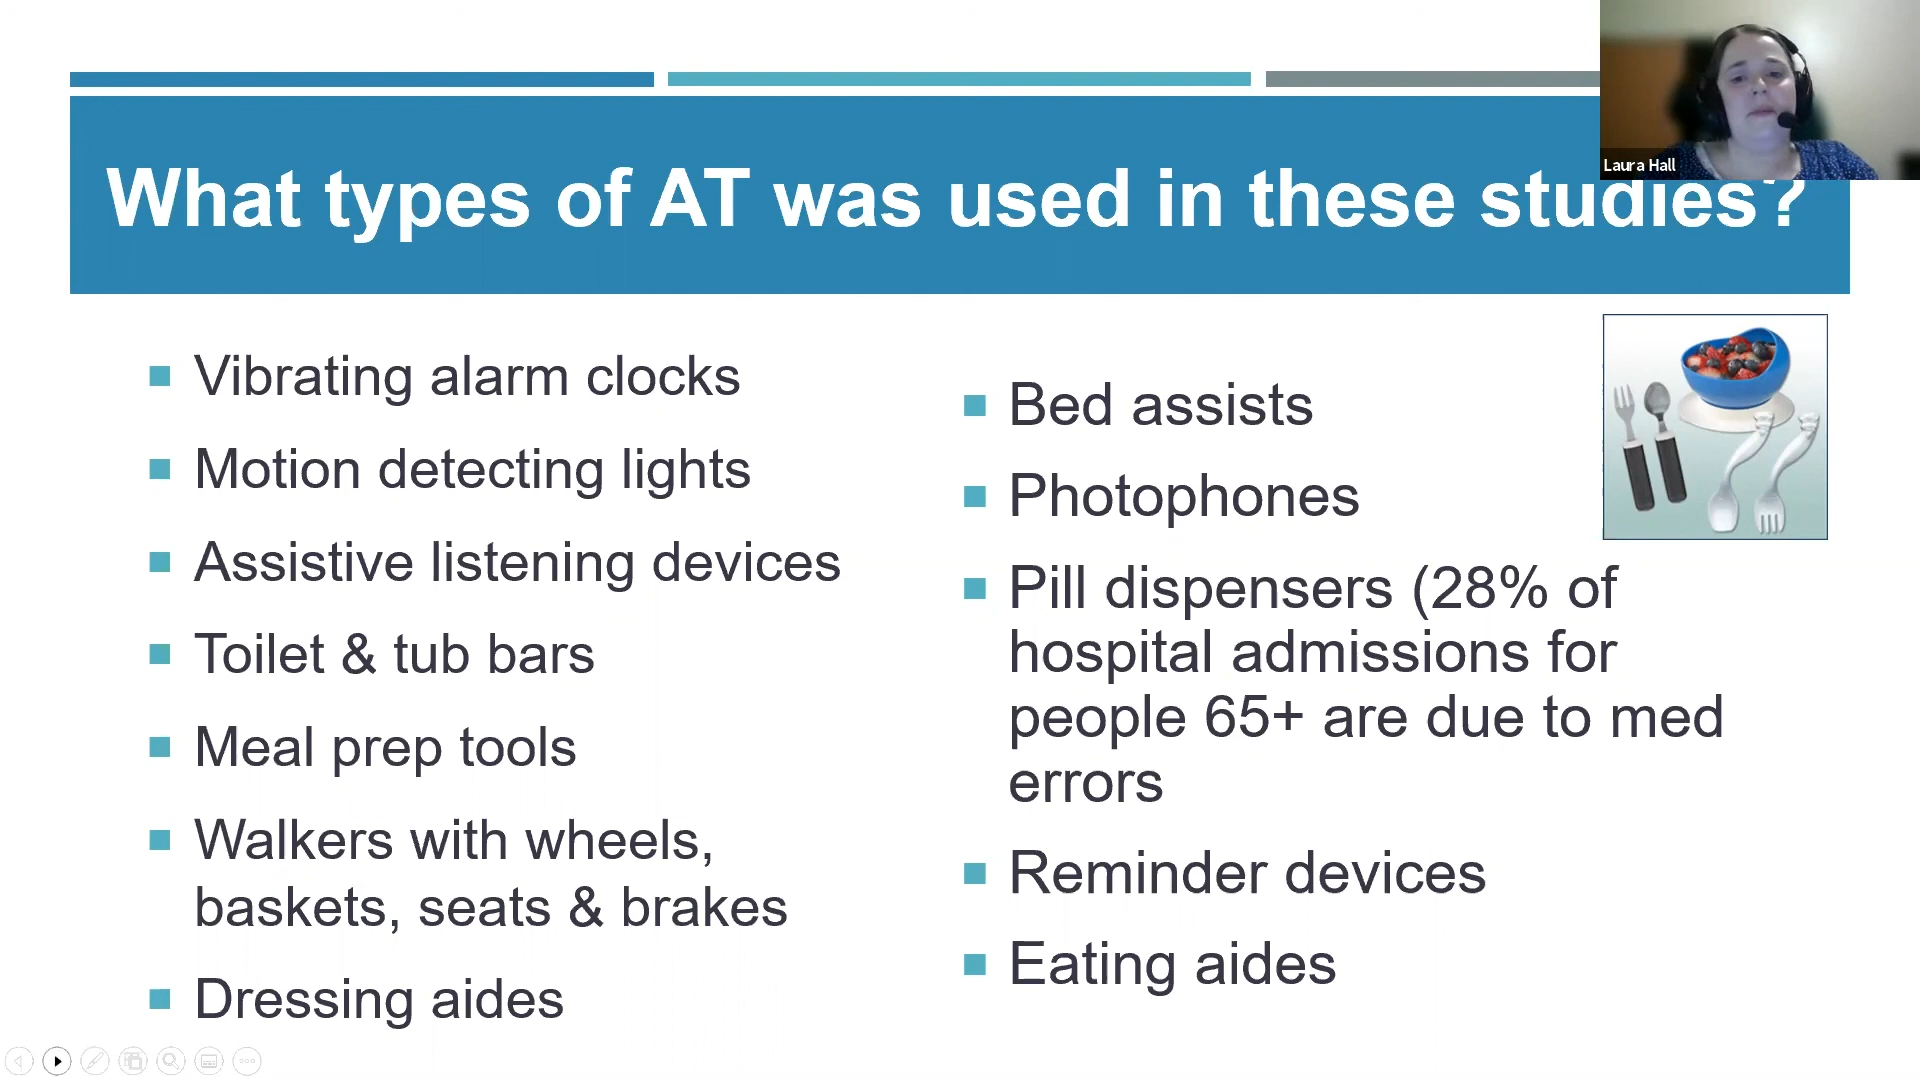 What types of AT was used in these studies?
Laura Hall
Vibrating alarm clocks
Motion detecting lights
Assistive listening devices
Toilet & tub bars
Meal prep tools
Walkers with wheels,
baskets, seats & brakes
Dressing aides
Bed assists
Photophones
Pill dispensers (28% of
hospital admissions for
people 65+ are due to med
errors
Reminder devices
Eating aides